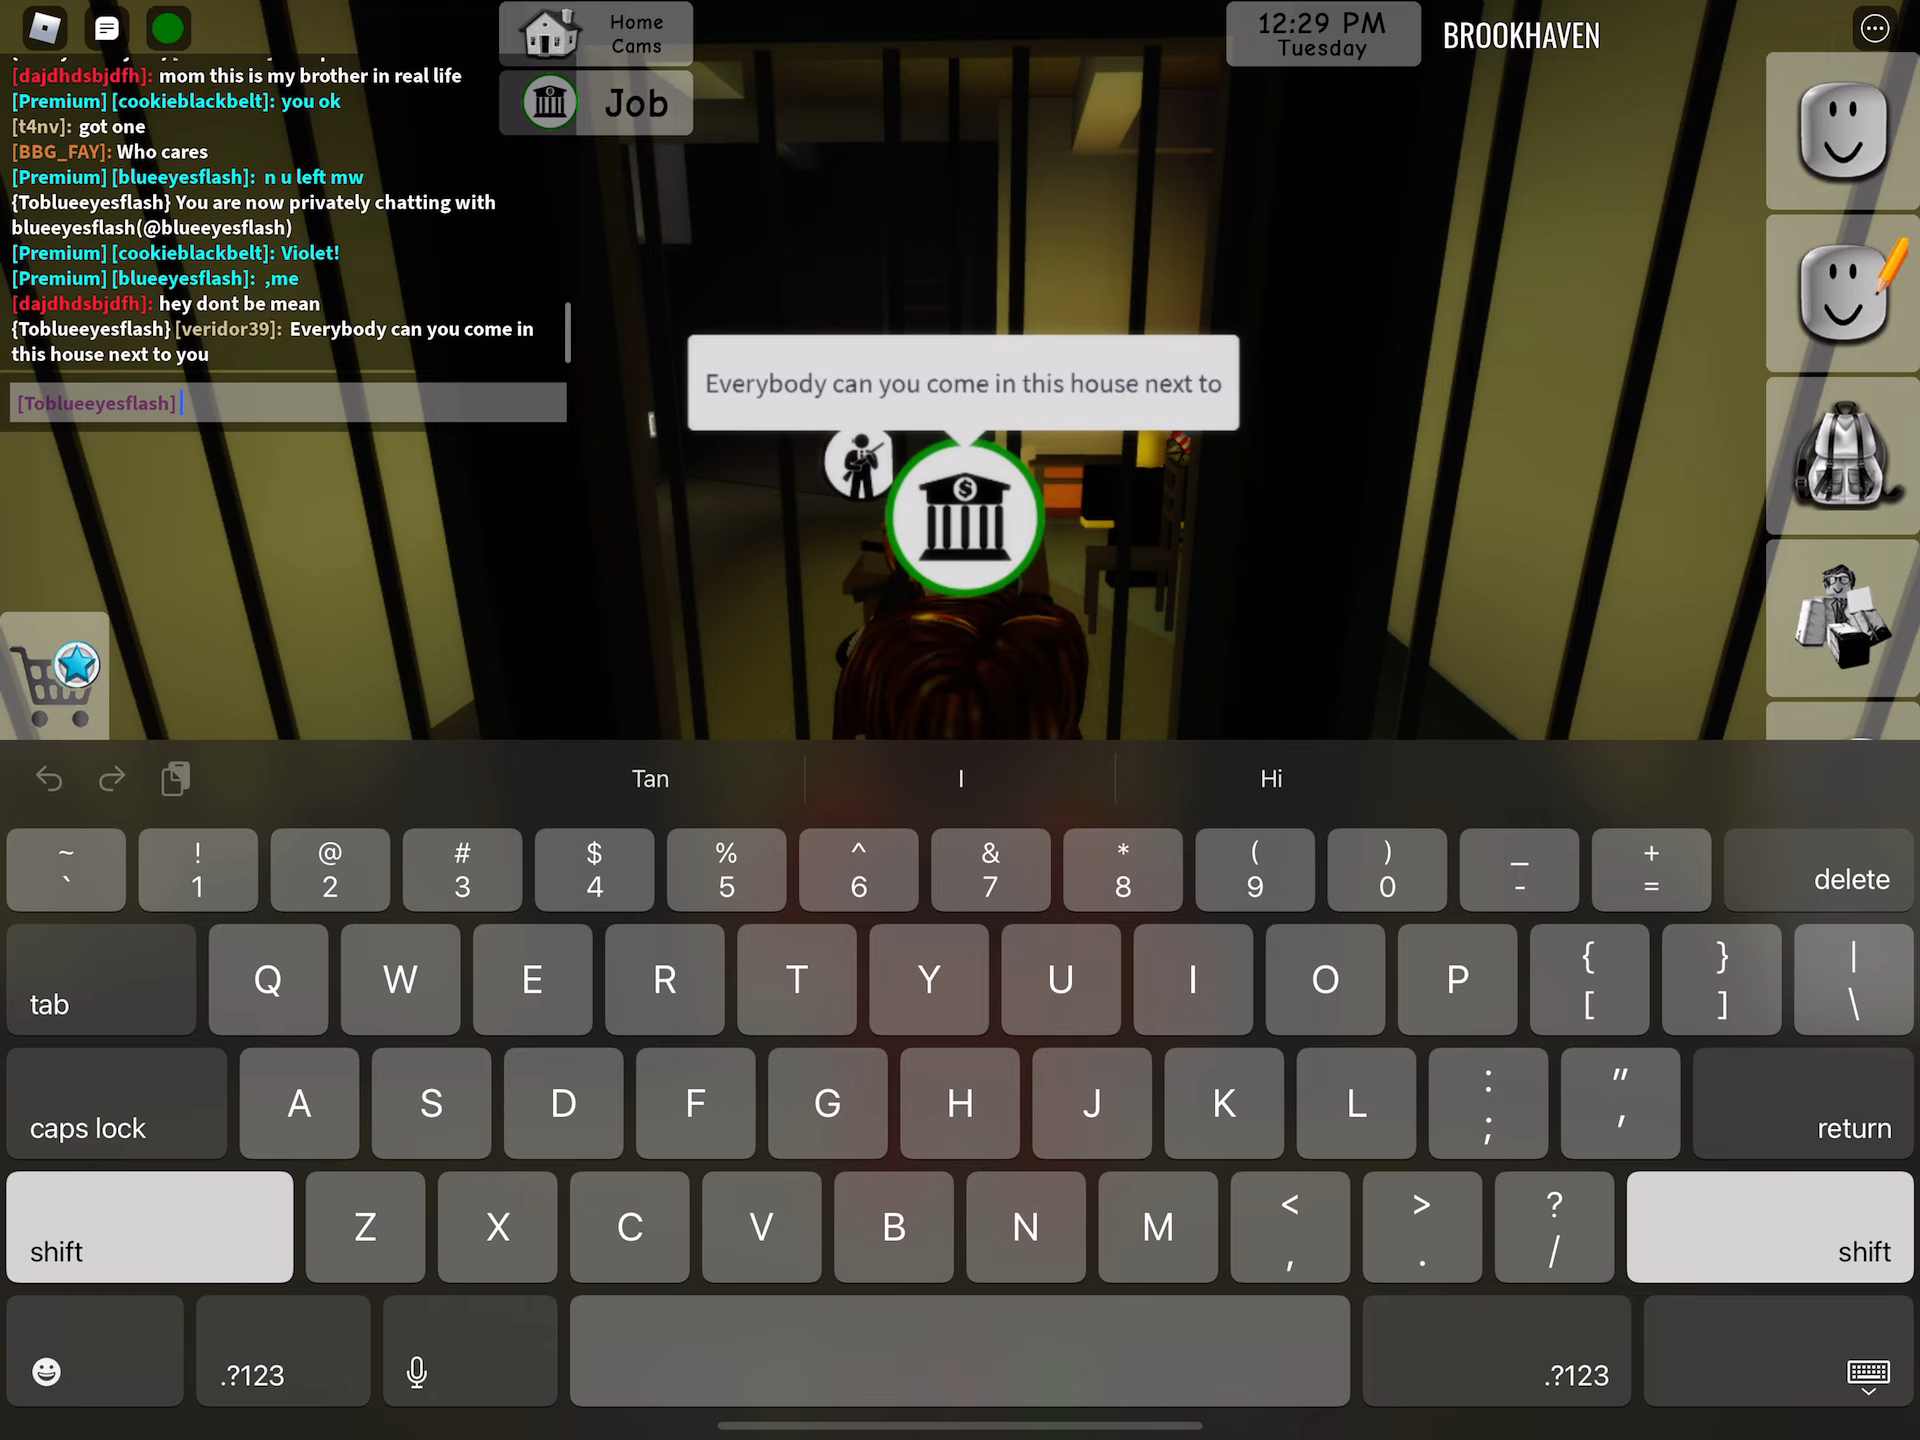 [dajdhdsbjdfh]: mom this is my brother in real life
[Premium] [cookieblackbelt]: you ok
[t4nv]: got one
[BBG_FAY]: Who cares
[Premium] [blueeyesflash]: n u left mw
{Toblueeyesflash} You are now privately chatting with
blueeyesflash(@blueeyesflash)
[Premium] [cookieblackbelt]: Violet!
[Premium] [blueeyesflash]: ,me
[dajdhdsbjdfh]: hey dont be mean
{Toblueeyesflash} [veridor39]: Everybody can you come in
this house next to you
[Toblueeyesflash]
Home
Cams
Job
12:29 PM
Tuesday
BROOKHAVEN
Everybody can you come in this house next to
$
Tan I Hi
~ ! @ # $ % ^ & * ( ) _ +
` 1 2 3 4 5 6 7 8 9 0 - = delete
tab Q W E R T Y U I O P { [ } ] | \
caps lock A S D F G H J K L : ; " ' return
shift Z X C V B N M < , > . ? / shift
.?123 .?123